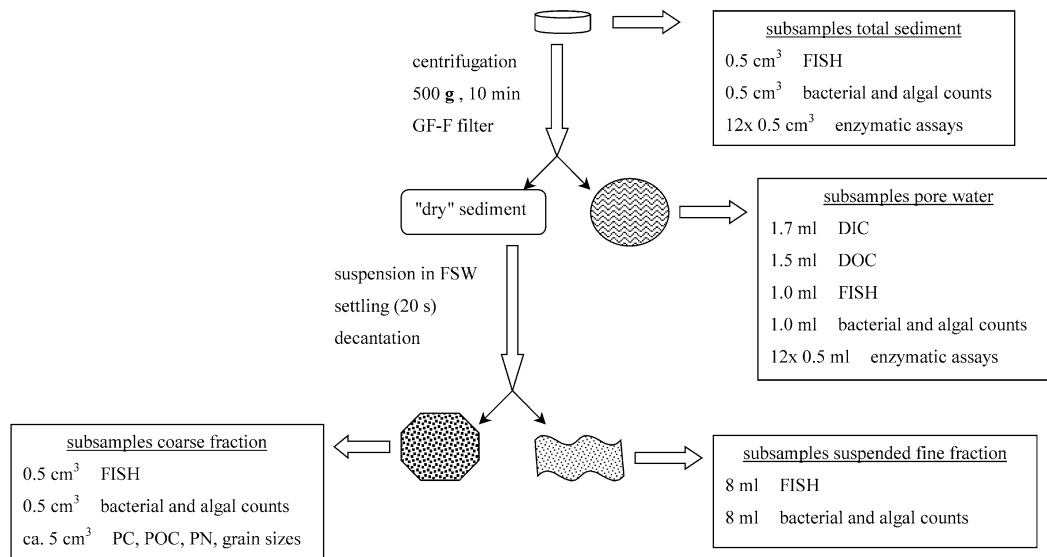 subsamples total sediment
0.5 cm³ FISH
0.5 cm³ bacterial and algal counts
12x 0.5 cm³ enzymatic assays
centrifugation
500 g , 10 min
GF-F filter
"dry" sediment
subsamples pore water
1.7 ml DIC
1.5 ml DOC
1.0 ml FISH
1.0 ml bacterial and algal counts
12x 0.5 ml enzymatic assays
suspension in FSW
settling (20 s)
decantation
subsamples coarse fraction
0.5 cm³ FISH
0.5 cm³ bacterial and algal counts
ca. 5 cm³ PC, POC, PN, grain sizes
subsamples suspended fine fraction
8 ml FISH
8 ml bacterial and algal counts